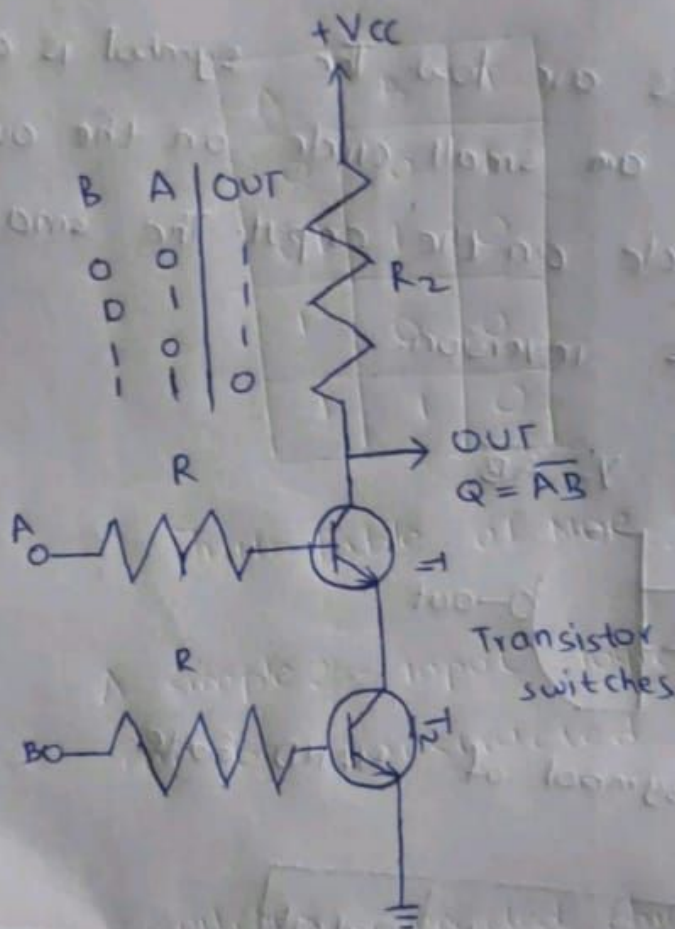 +Vcc
B A OUT
0 0 1
0 1 1
1 0 1
1 1 0
R2
OUT
Q = A̅B̅
R
A
T1
Transistor
switches
R
B
T2